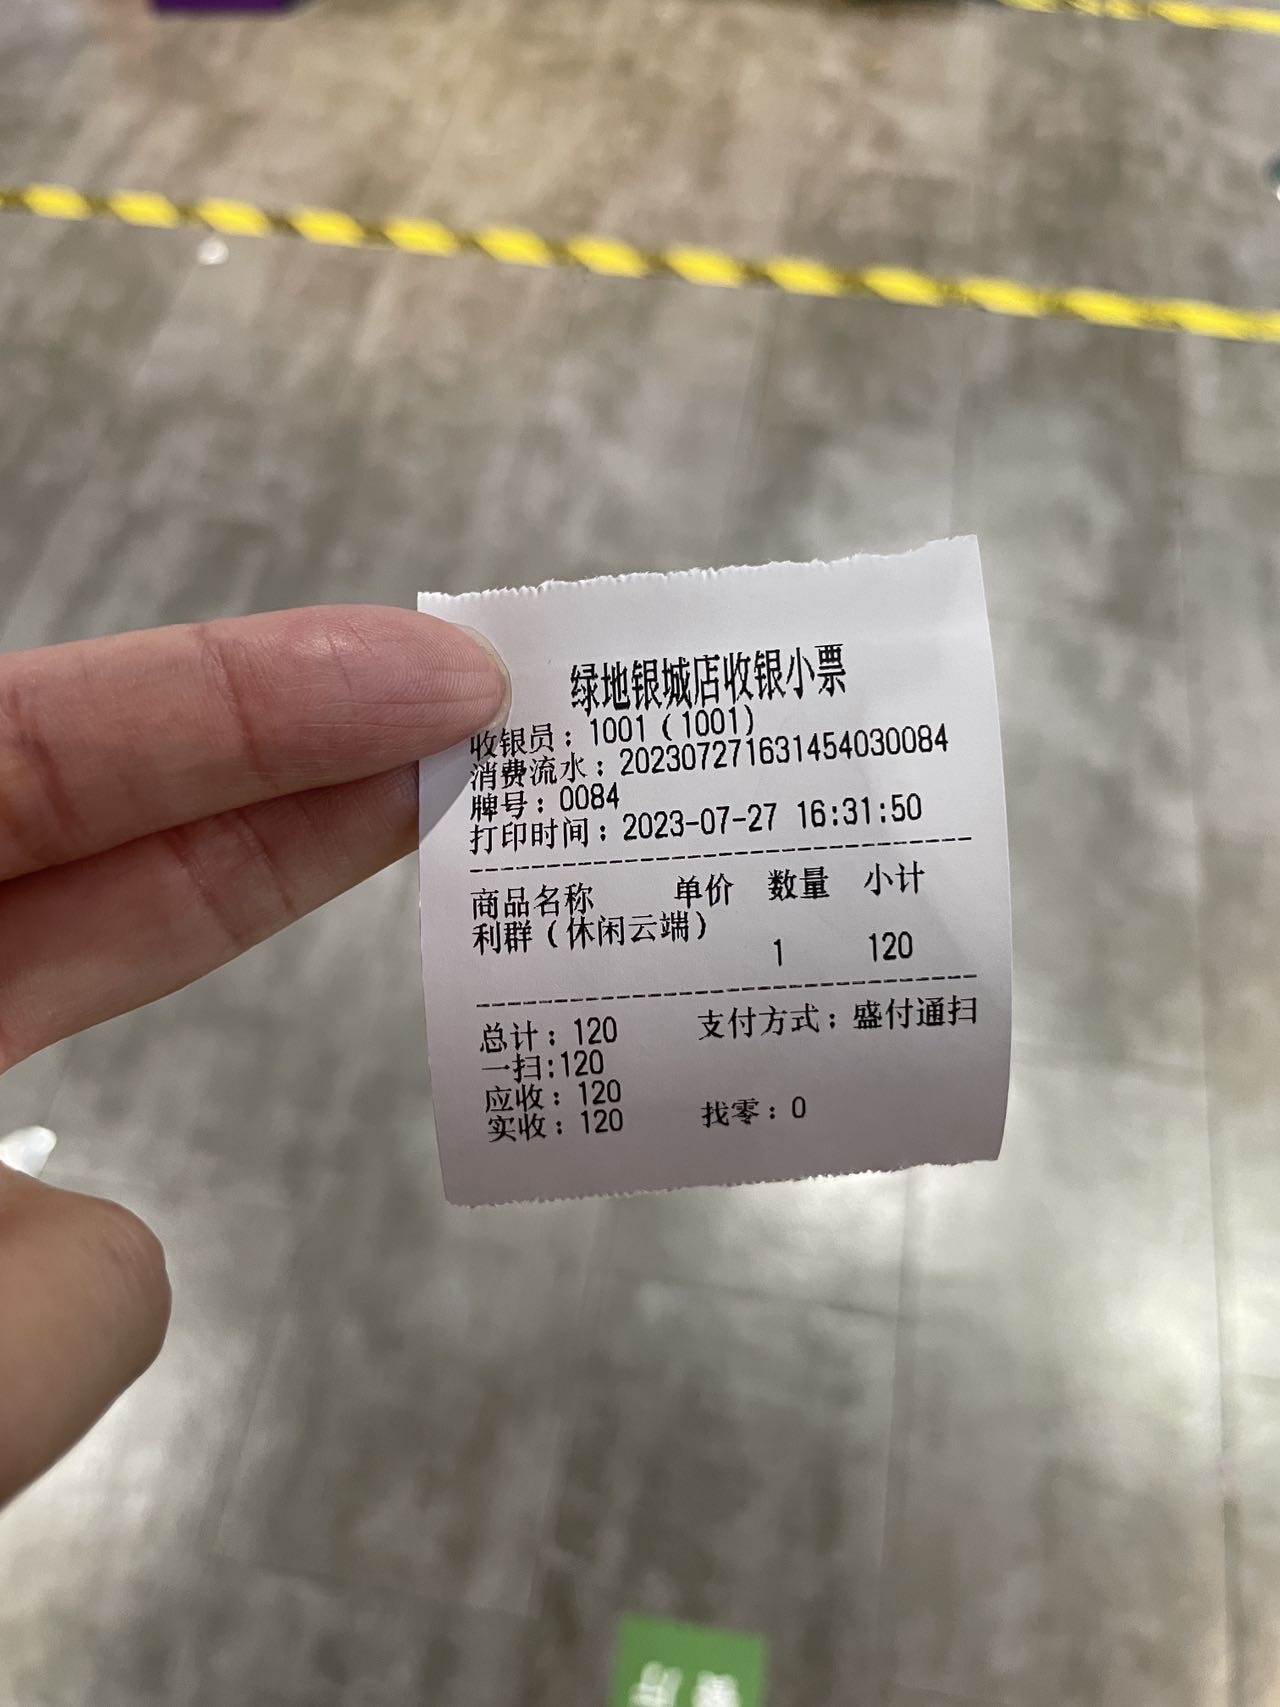 绿地银城店收银小票
收银员：1001（1001）
消费流水：202307271631454030084
牌号：0084
打印时间：2023-07-27 16:31:50
商品名称 单价 数量 小计
利群（休闲云端）
1 120
总计：120 支付方式：盛付通扫
一扫:120
应收：120
实收：120 找零：0